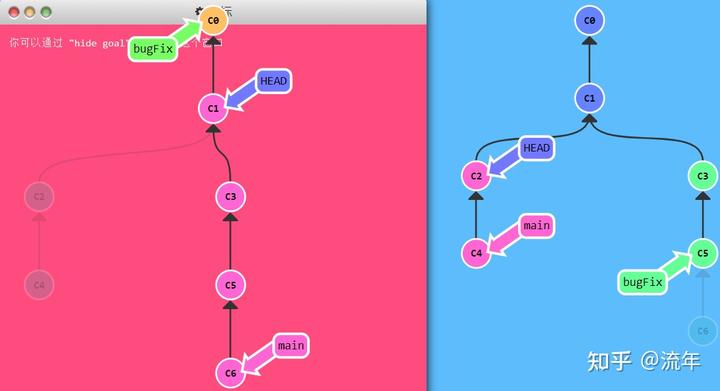 标
你可以通过 "hide goal
bugFix
C0
HEAD
C1
C2
C3
C4
C5
main
C6
C0
C1
HEAD
C2
C3
main
C4
C5
bugFix
C6
知乎 @流年